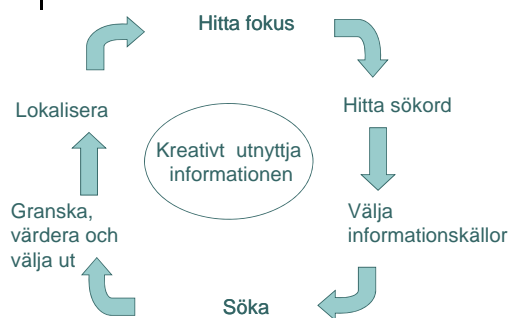 Hitta fokus
Hitta sökord
Välja
informationskällor
Söka
Granska,
värdera och
välja ut
Lokalisera
Kreativt utnyttja
informationen